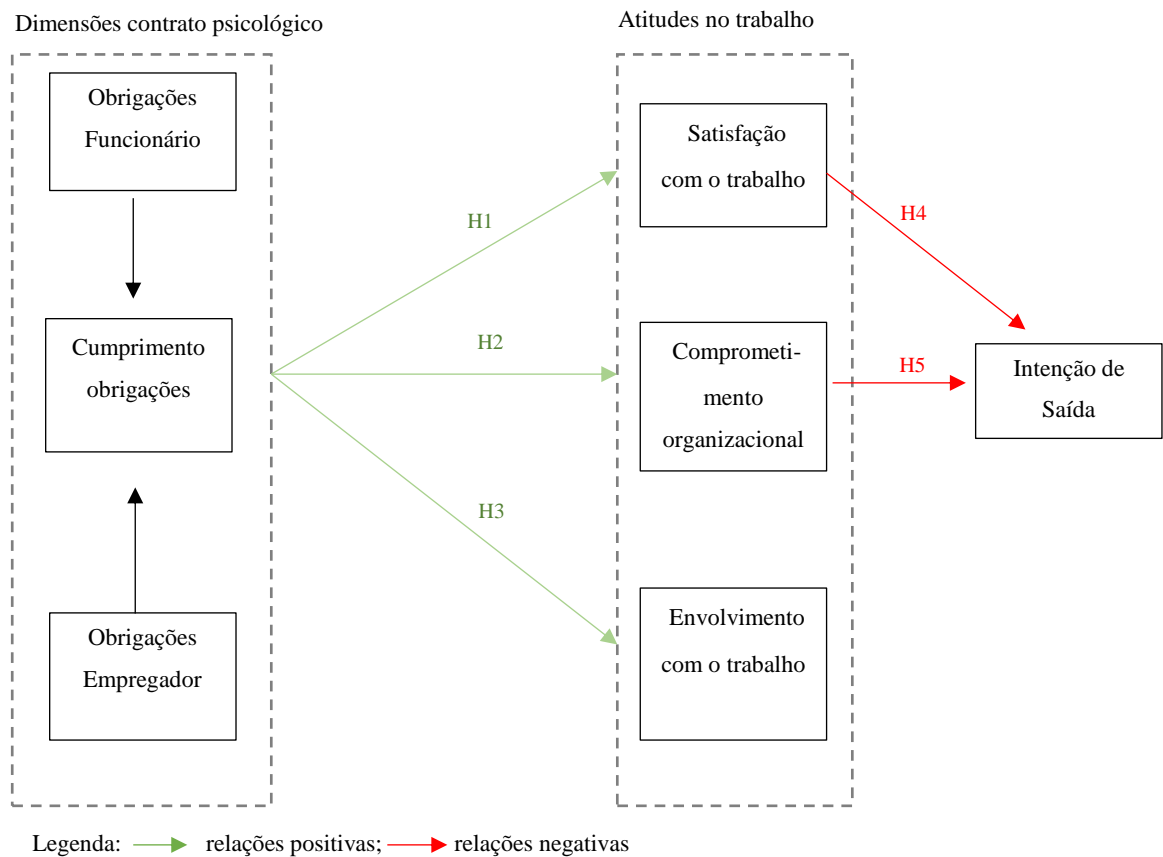 Dimensões contrato psicológico
Obrigações
Funcionário
Cumprimento
obrigações
Obrigações
Empregador
H1
H2
H3
Atitudes no trabalho
Satisfação
com o trabalho
Comprometi-
mento
organizacional
Envolvimento
com o trabalho
H4
H5
Intenção de
Saída
Legenda: relações positivas; relações negativas